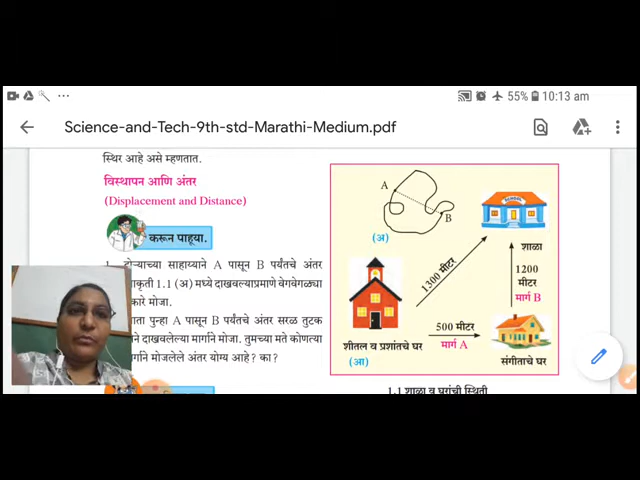 55% 10:13 am
Science-and-Tech-9th-std-Marathi-Medium.pdf
स्थिर आहे असे म्हणतात.
विस्थापन आणि अंतर
(Displacement and Distance)
करून पाहूया.
1. दोऱ्याच्या साहाय्याने A पासून B पर्यंतचे अंतर
1.1 (अ) मध्ये दाखवल्याप्रमाणे वेगवेगळ्या
मोजा.
पुन्हा A पासून B पर्यंतचे अंतर सरळ तुटक
दाखवलेल्या मार्गाने मोजा. तुमच्या मते कोणत्या
मोजलेले अंतर योग्य आहे? का?
A
B
(अ)
SCHOOL
शाळा
1300 मीटर
1200
मीटर
मार्ग B
500 मीटर
मार्ग A
शीतल व प्रशांतचे घर
(आ)
संगीताचे घर
1.1 शाळा व घरांची स्थिती